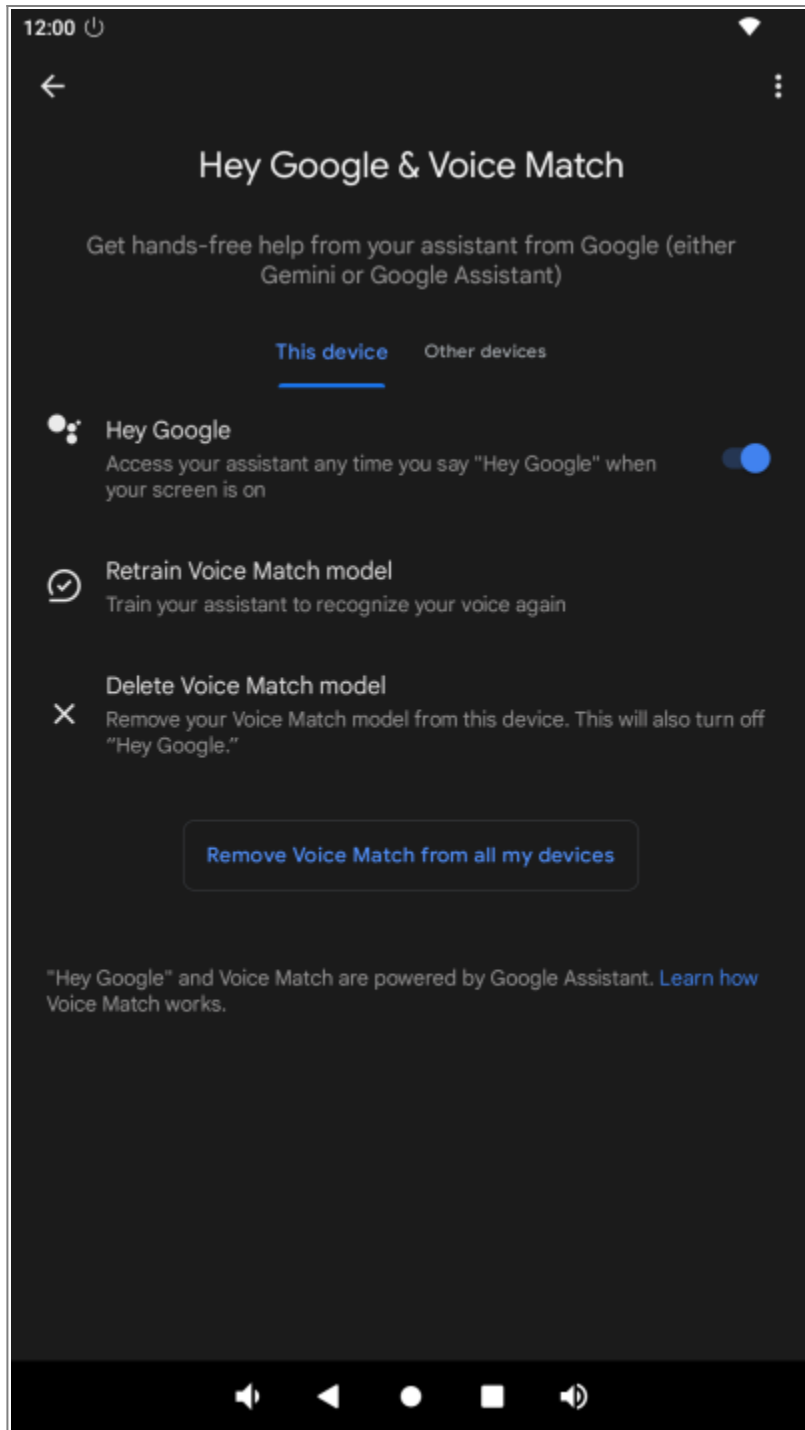 12:00
Hey Google & Voice Match
Get hands-free help from your assistant from Google (either
Gemini or Google Assistant)
This device
Other devices
Hey Google
Access your assistant any time you say "Hey Google" when
your screen is on
Retrain Voice Match model
Train your assistant to recognize your voice again
Delete Voice Match model
Remove your Voice Match model from this device. This will also turn off
“Hey Google.”
Remove Voice Match from all my devices
"Hey Google" and Voice Match are powered by Google Assistant. Learn how
Voice Match works.